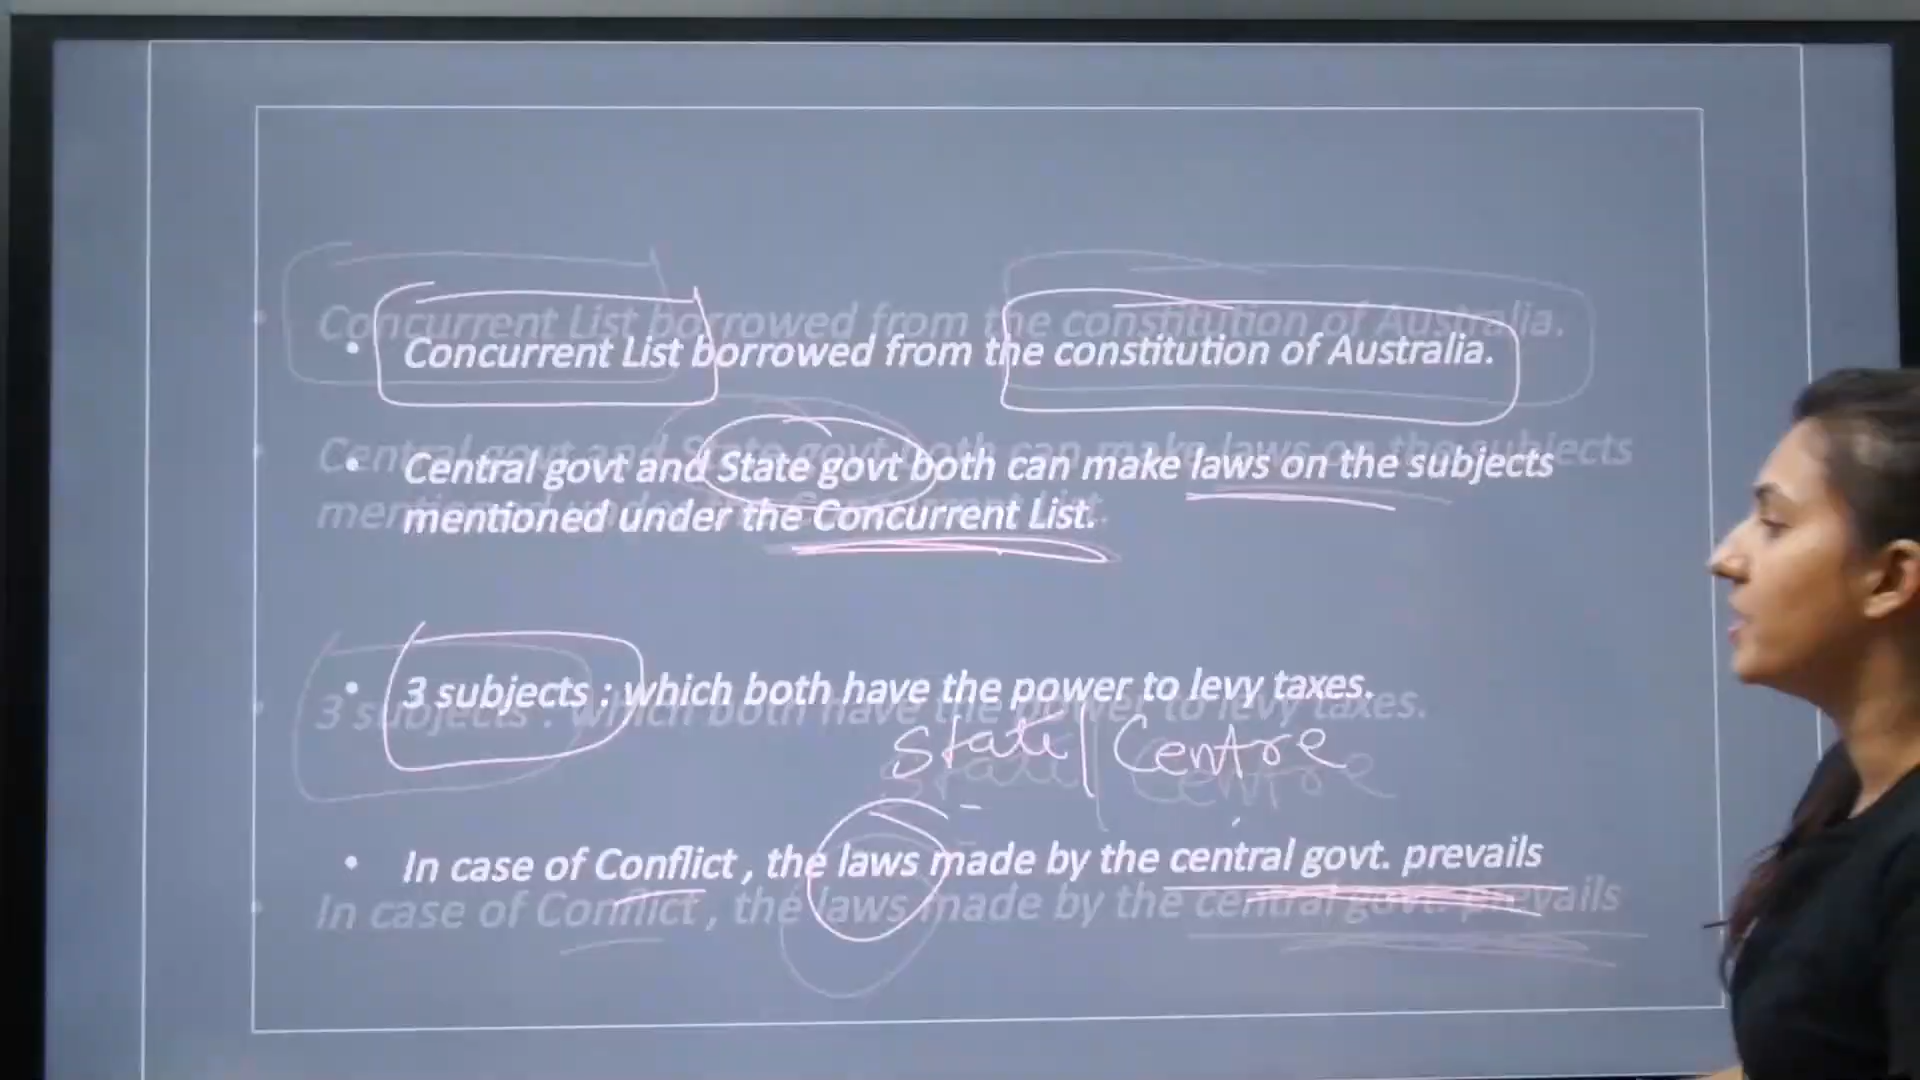 • Concurrent List borrowed from the constitution of Australia.
• Central govt and State govt both can make laws on the subjects
mentioned under the Concurrent List.
• 3 subjects : which both have the power to levy taxes.
State | Centre
• In case of Conflict , the laws made by the central govt. prevails